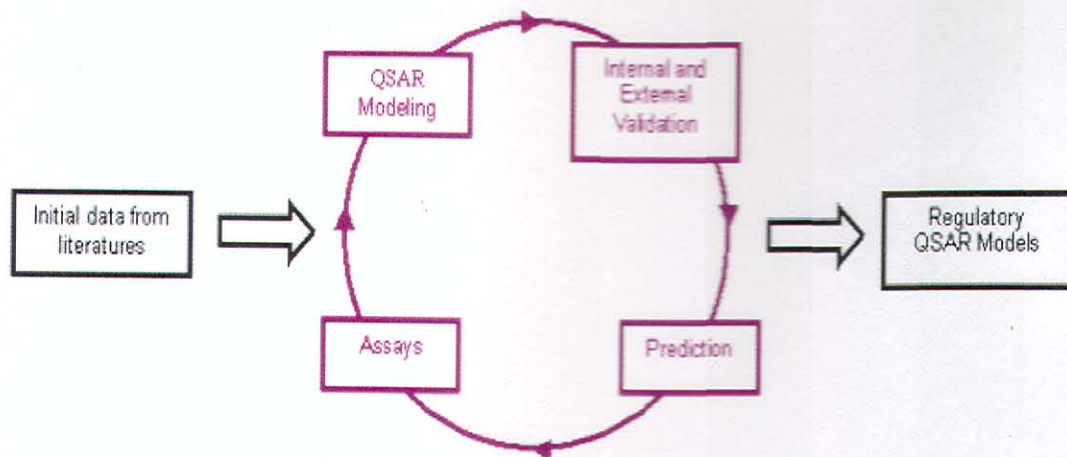 QSAR
Modeling
Internal and
External
Validation
Initial data from
literatures
Regulatory
QSAR Models
Assays
Prediction